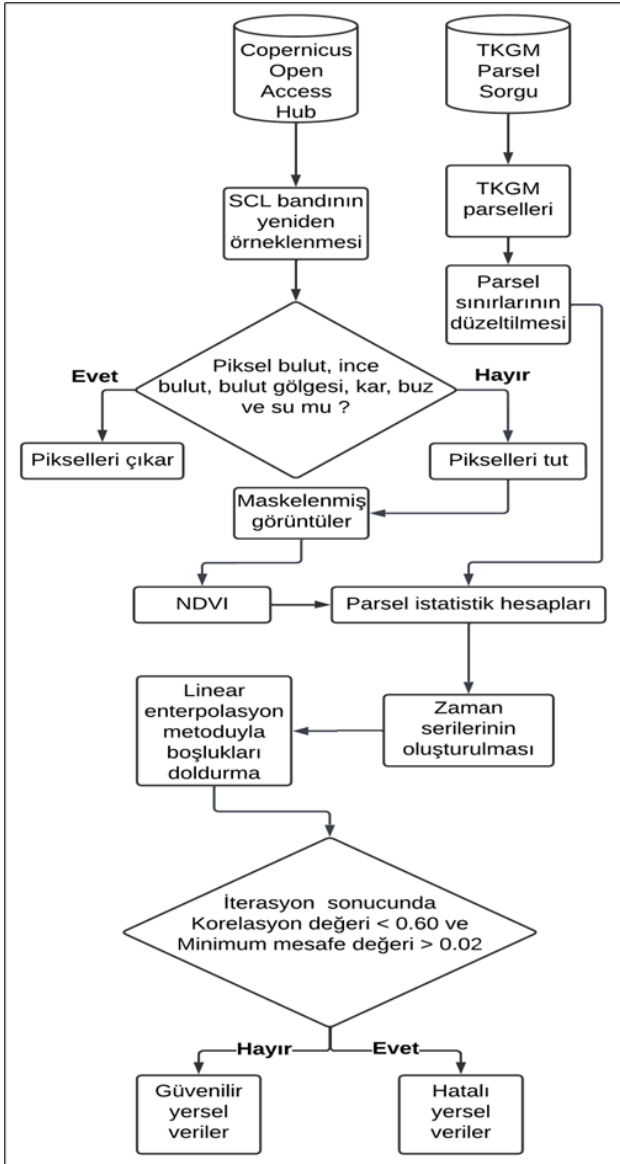 Copernicus
Open
Access
Hub
TKGM
Parsel
Sorgu
SCL bandının
yeniden
örneklenmesi
TKGM
parselleri
Parsel
sınırlarının
düzeltilmesi
Piksel bulut, ince
bulut, bulut gölgesi, kar, buz
ve su mu ?
Evet
Hayır
Pikselleri çıkar
Pikselleri tut
Maskelenmiş
görüntüler
NDVI
Parsel istatistik hesapları
Zaman
serilerinin
oluşturulması
Linear
enterpolasyon
metoduyla
boşlukları
doldurma
İterasyon sonucunda
Korelasyon değeri < 0.60 ve
Minimum mesafe değeri > 0.02
Hayır
Evet
Güvenilir
yersel
veriler
Hatalı
yersel
veriler